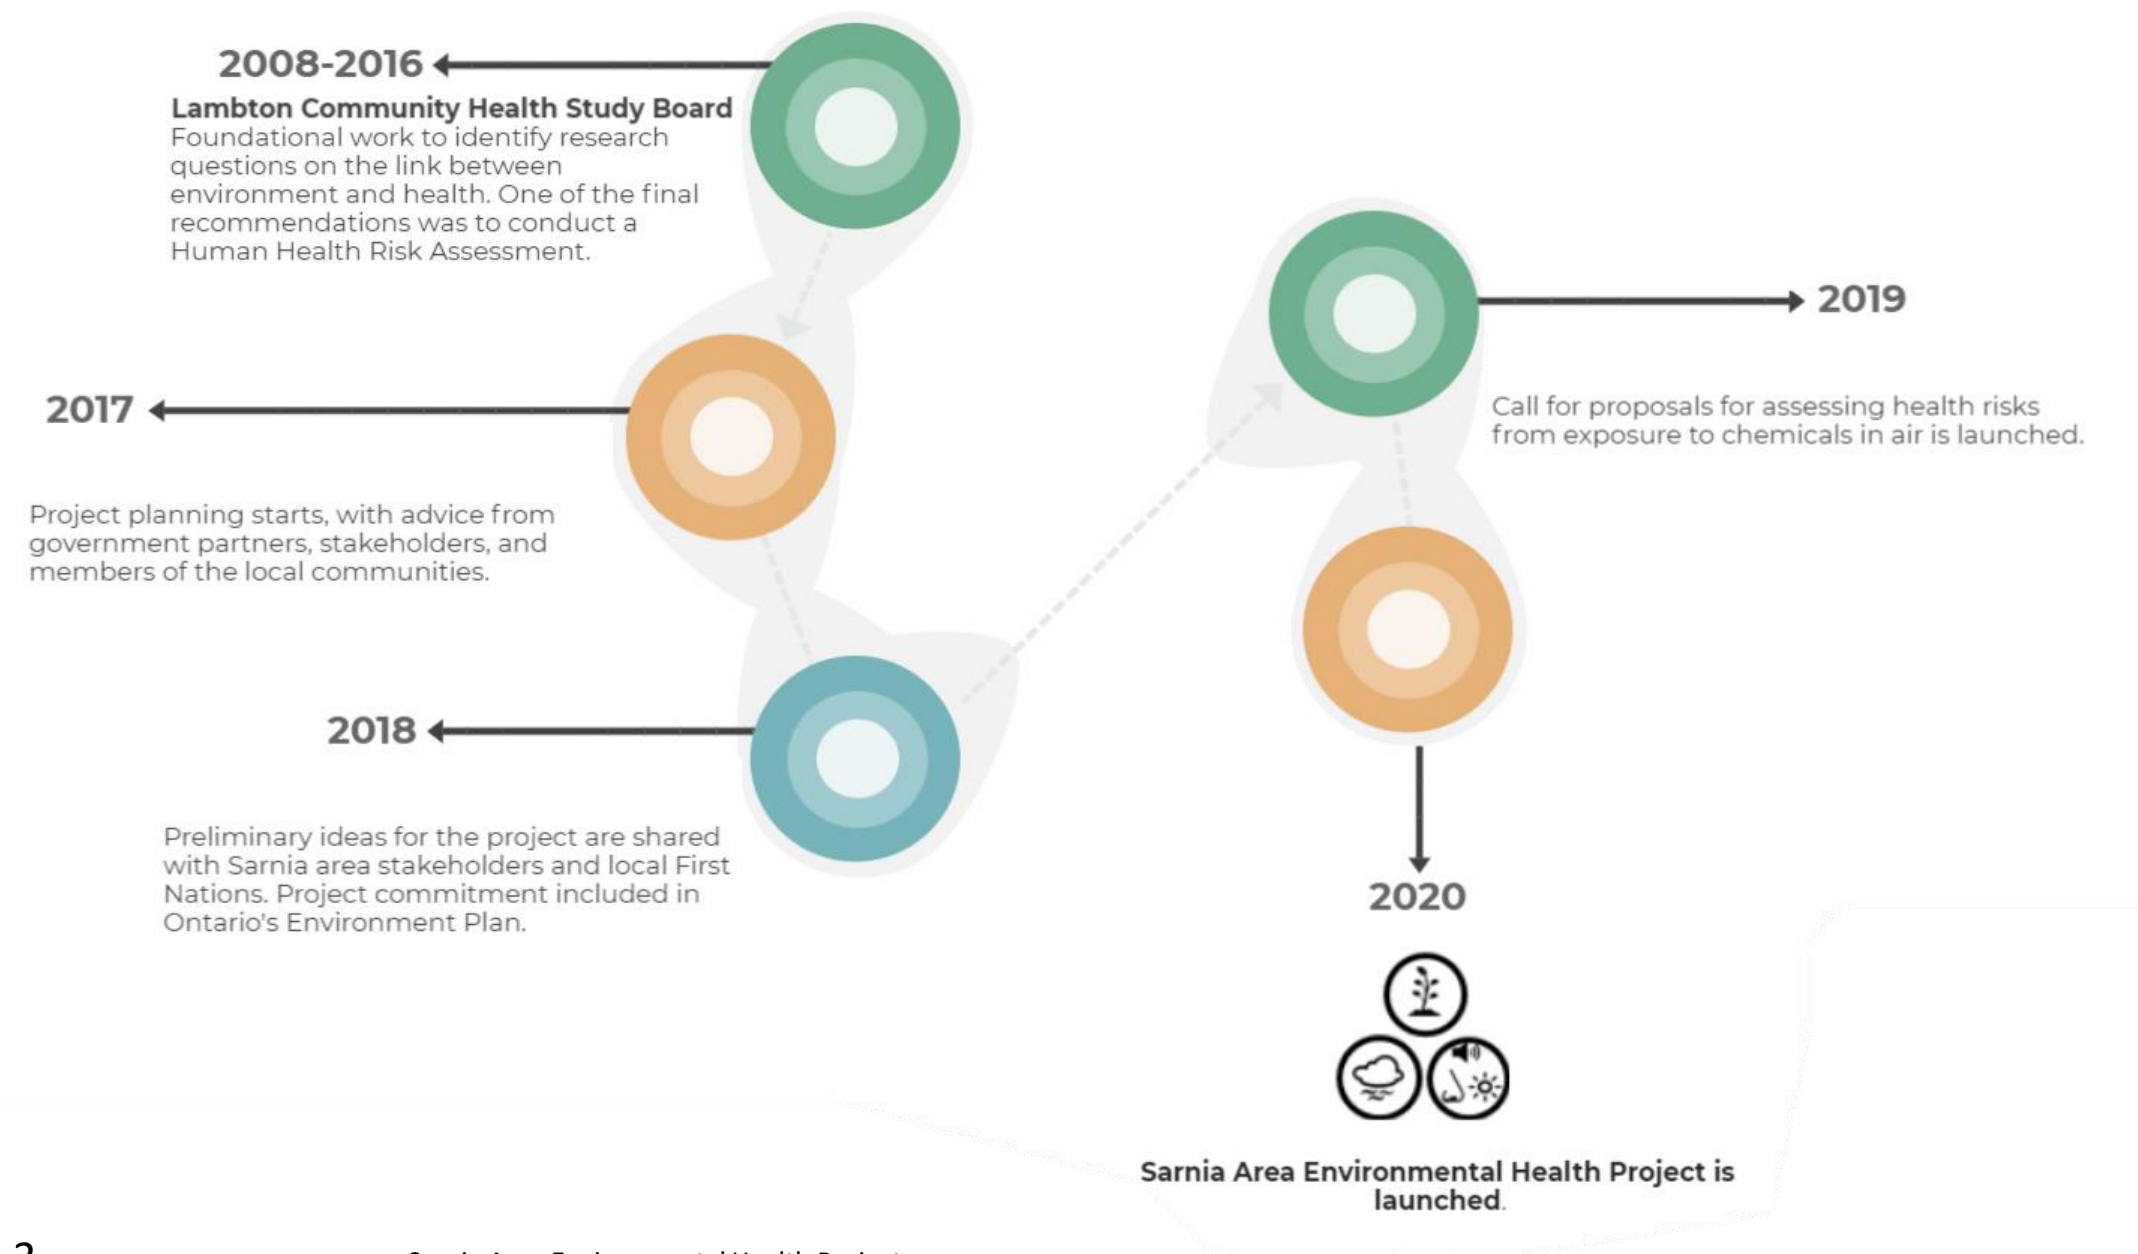 2008-2016
Lambton Community Health Study Board
Foundational work to identify research
questions on the link between
environment and health. One of the final
recommendations was to conduct a
Human Health Risk Assessment.
2017
Project planning starts, with advice from
government partners, stakeholders, and
members of the local communities.
2018
Preliminary ideas for the project are shared
with Sarnia area stakeholders and local First
Nations. Project commitment included in
Ontario's Environment Plan.
2019
Call for proposals for assessing health risks
from exposure to chemicals in air is launched.
2020
Sarnia Area Environmental Health Project is
launched.